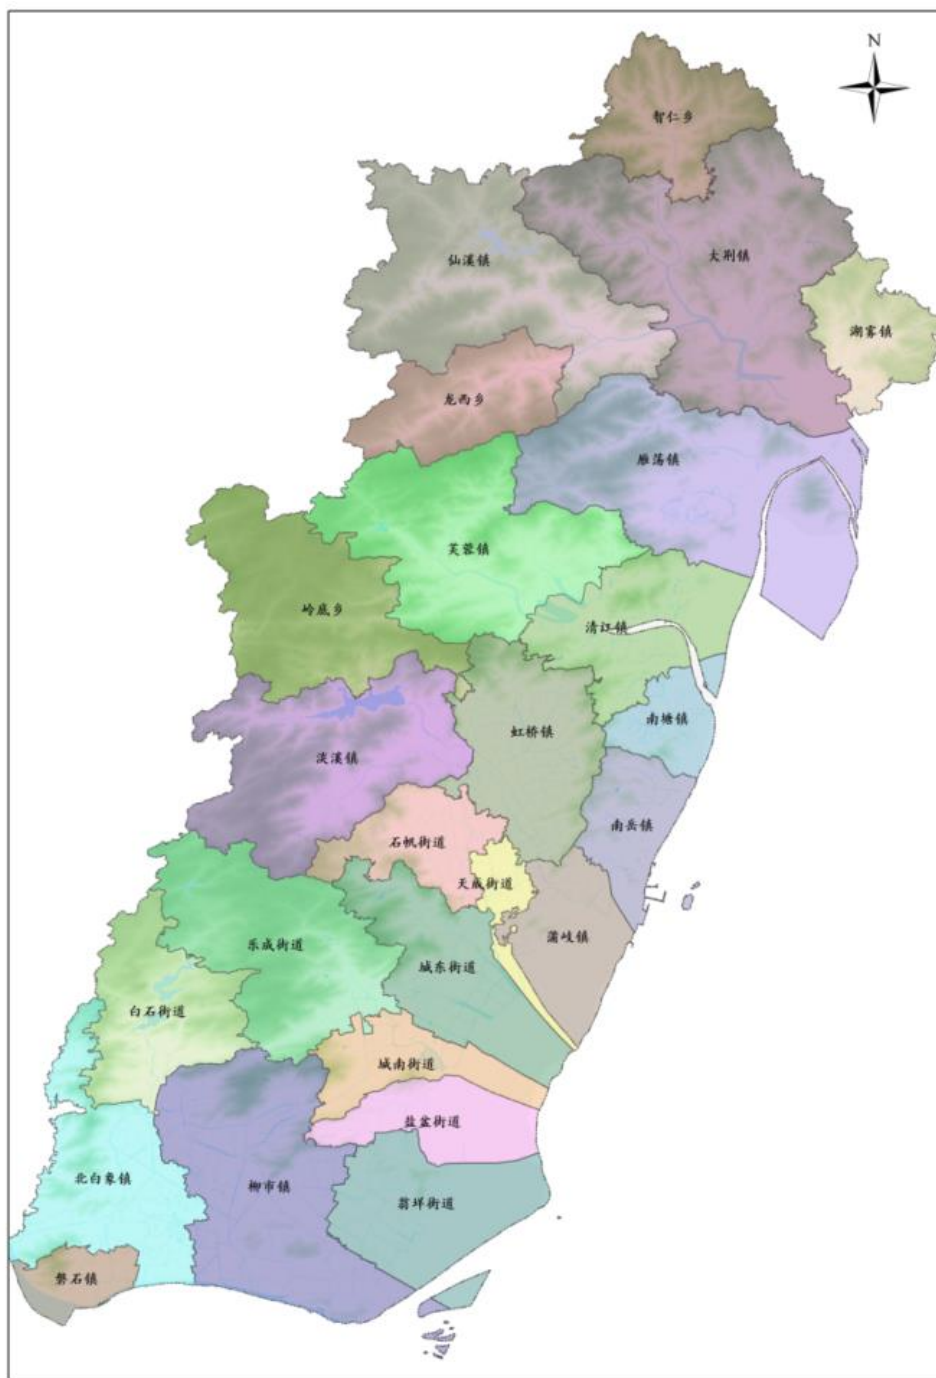 N
智仁乡
大荆镇
仙溪镇
湖雾镇
龙西乡
雁荡镇
芙蓉镇
岭底乡
清江镇
南塘镇
虹桥镇
淡溪镇
南岳镇
石帆街道
天成街道
蒲岐镇
乐成街道
城东街道
白石街道
城南街道
盐盆街道
北白象镇
柳市镇
翁垟街道
磐石镇